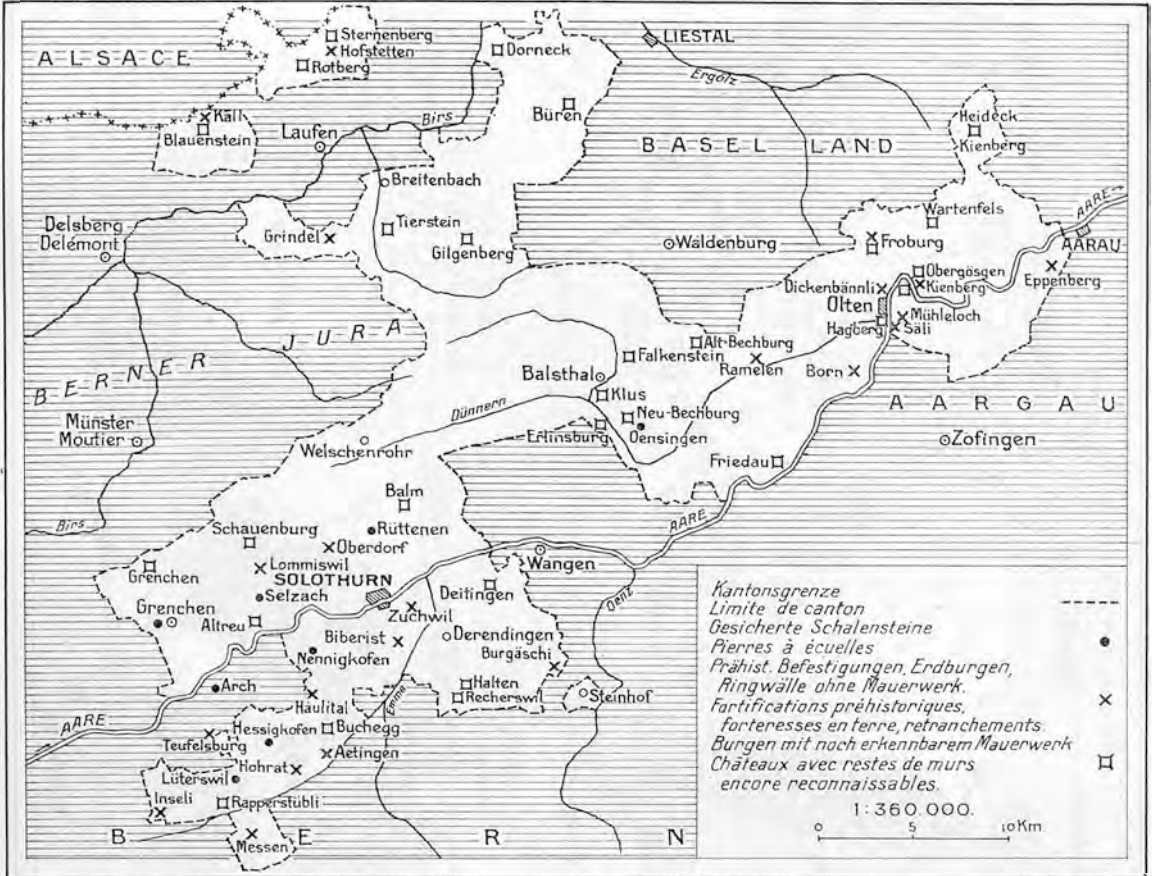 ALSACE
Sternenberg
Hofstetten
Rotberg
Käll
Blauenstein
Laufen
Birs
Dorneck
Büren
LIESTAL
Ergolz
BASEL LAND
Heideck
Kienberg
Breitenbach
Tierstein
Gilgenberg
Grindel
Delsberg
Delémont
Waldenburg
Wartenfels
Froburg
AARE
AARAU
Eppenberg
Obergösgen
Kienberg
Dickenbännli
Olten
Hagberg
Mühleloch
Säli
BERNER JURA
Münster
Moutier
Birs
Balsthal
Falkenstein
Alt-Bechburg
Ramelen
Born
Klus
Neu-Bechburg
Oensingen
Erlinsburg
Dünnern
Welschenrohr
Friedau
AARGAU
Zofingen
AARE
Balm
Schauenburg
Rüttenen
Oberdorf
Grenchen
Lommiswil
SOLOTHURN
Selzach
Grenchen
Altreu
Wangen
Oenz
Deitingen
Zuchwil
Biberist
Derendingen
Burgäschi
Nennigkofen
Halten
Recherswil
Steinhof
Arch
Häulital
Emme
AARE
Hessigkofen
Buchegg
Teufelsburg
Aetingen
Hohrat
Lüterswil
Inseli
Rapperstübli
Messen
BERN
Kantonsgrenze
Limite de canton
Gesicherte Schalensteine
Pierres à écuelles
Prähist. Befestigungen, Erdburgen,
Ringwälle ohne Mauerwerk.
Fortifications préhistoriques,
forteresses en terre, retranchements.
Burgen mit noch erkennbarem Mauerwerk
Châteaux avec restes de murs
encore reconnaissables.
1:360.000.
0 5 10 Km.